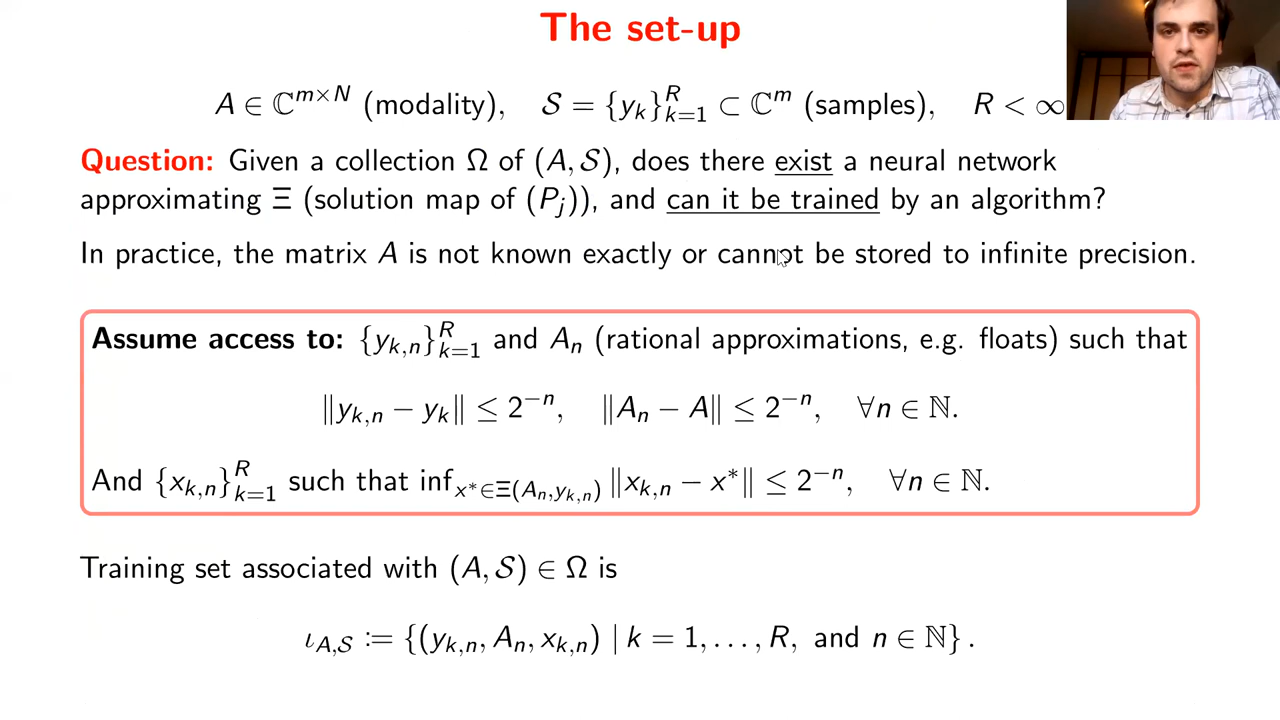 The set-up
A ∈ ℂ^{m×N} (modality), 𝒮 = {y_k}_{k=1}^R ⊂ ℂ^m (samples), R < ∞
Question: Given a collection Ω of (A, 𝒮), does there exist a neural network
approximating Ξ (solution map of (P_j)), and can it be trained by an algorithm?
In practice, the matrix A is not known exactly or cannot be stored to infinite precision.
Assume access to: {y_{k,n}}_{k=1}^R and A_n (rational approximations, e.g. floats) such that
‖y_{k,n} − y_k‖ ≤ 2^{−n}, ‖A_n − A‖ ≤ 2^{−n}, ∀n ∈ ℕ.
And {x_{k,n}}_{k=1}^R such that inf_{x*∈Ξ(A_n,y_{k,n})} ‖x_{k,n} − x*‖ ≤ 2^{−n}, ∀n ∈ ℕ.
Training set associated with (A, 𝒮) ∈ Ω is
ι_{A,𝒮} := {(y_{k,n}, A_n, x_{k,n}) | k = 1, …, R, and n ∈ ℕ} .